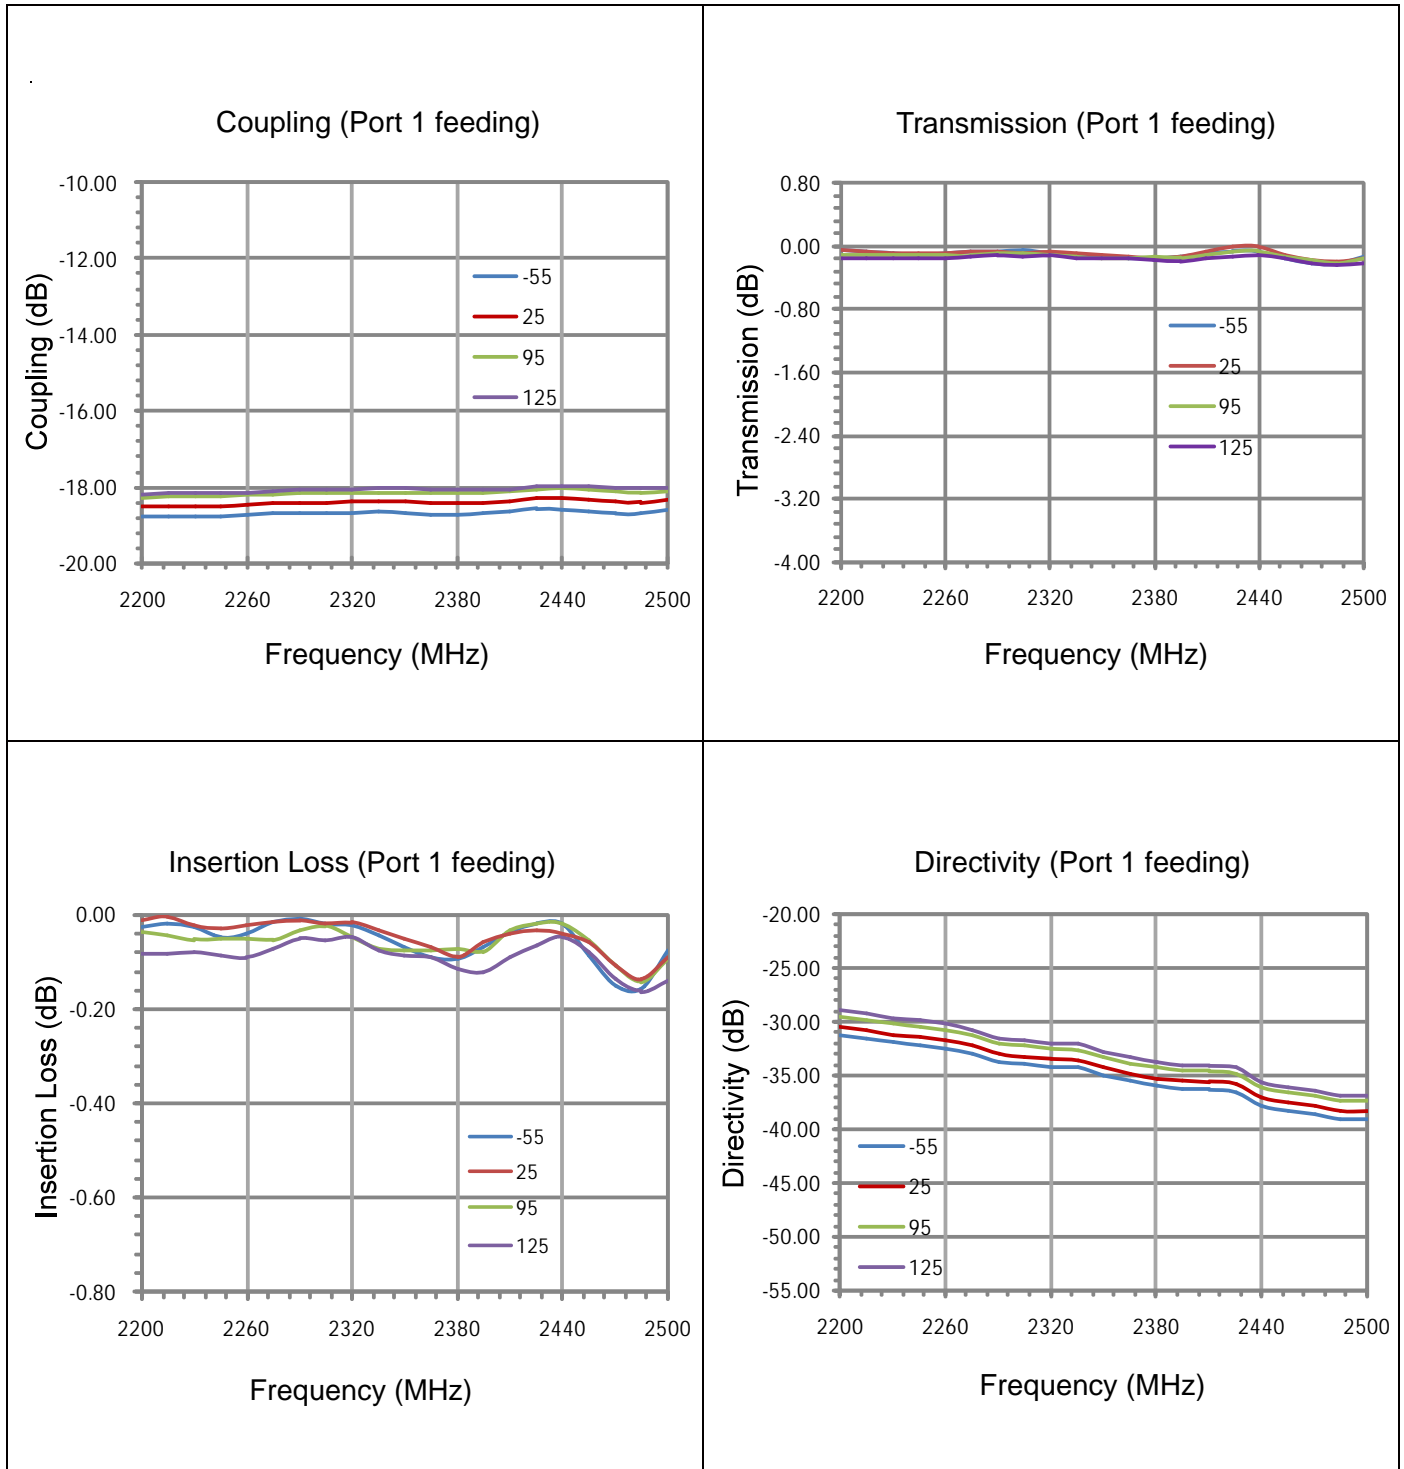 Coupling (Port 1 feeding)
Coupling (dB)
-10.00
-12.00
-14.00
-16.00
-18.00
-20.00
-55
25
95
125
2200 2260 2320 2380 2440 2500
Frequency (MHz)
Transmission (Port 1 feeding)
Transmission (dB)
0.80
0.00
-0.80
-1.60
-2.40
-3.20
-4.00
-55
25
95
125
2200 2260 2320 2380 2440 2500
Frequency (MHz)
Insertion Loss (Port 1 feeding)
Insertion Loss (dB)
0.00
-0.20
-0.40
-0.60
-0.80
-55
25
95
125
2200 2260 2320 2380 2440 2500
Frequency (MHz)
Directivity (Port 1 feeding)
Directivity (dB)
-20.00
-25.00
-30.00
-35.00
-40.00
-45.00
-50.00
-55.00
-55
25
95
125
2200 2260 2320 2380 2440 2500
Frequency (MHz)